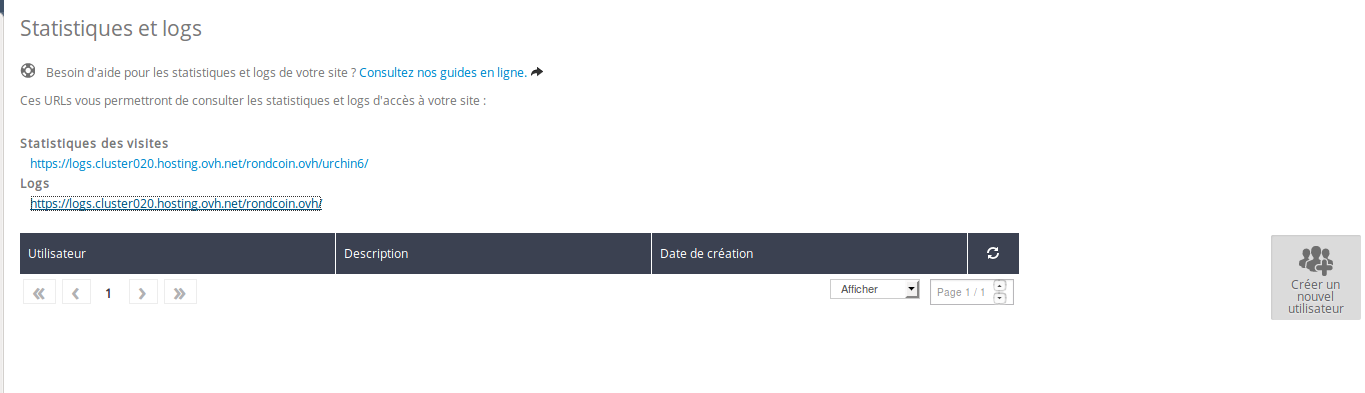 Statistiques et logs
Besoin d'aide pour les statistiques et logs de votre site ? Consultez nos guides en ligne.
Ces URLs vous permettront de consulter les statistiques et logs d'accès à votre site :
Statistiques des visites
https://logs.cluster020.hosting.ovh.net/rondcoin.ovh/urchin6/
Logs
https://logs.cluster020.hosting.ovh.net/rondcoin.ovh/
Utilisateur Description Date de création
« ‹ 1 › » Afficher Page 1 / 1
Créer un
nouvel
utilisateur